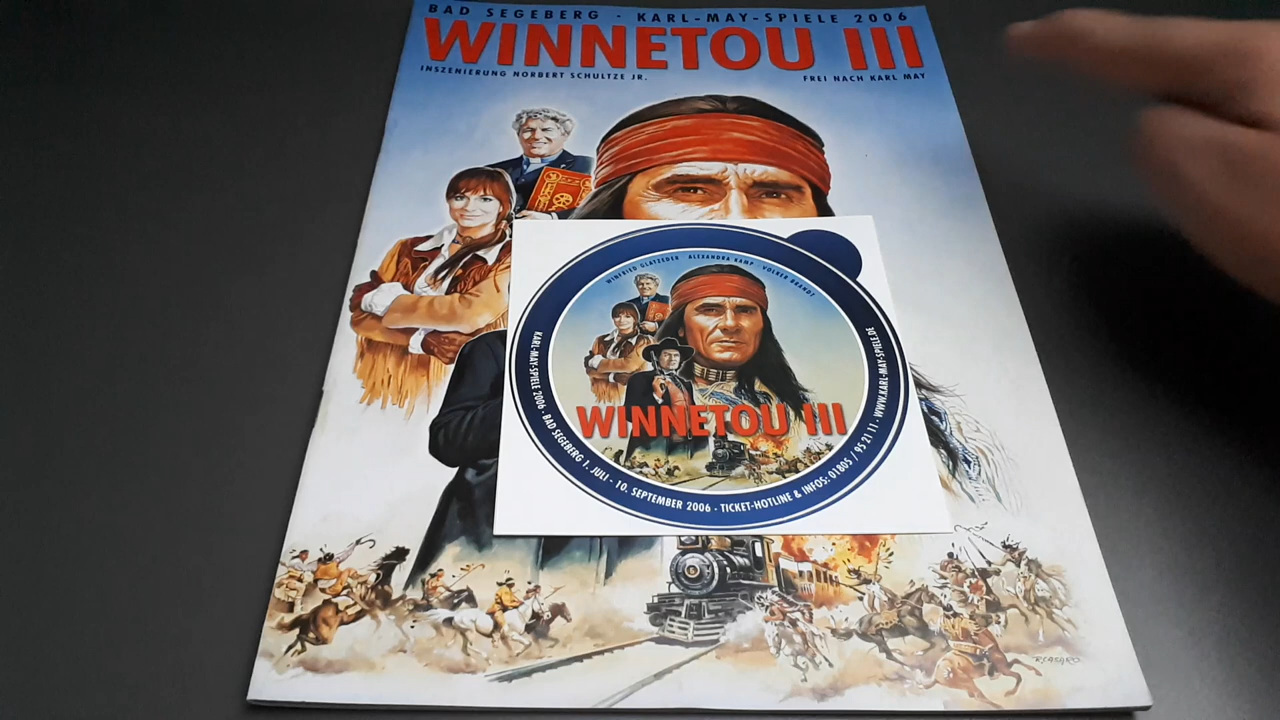 BAD SEGEBERG · KARL-MAY-SPIELE 2006
WINNETOU III
INSZENIERUNG NORBERT SCHULTZE JR.
FREI NACH KARL MAY
WINFRIED GLATZEDER ALEXANDRA KAMP · VOLKER BRANDT
WINNETOU III
KARL-MAY-SPIELE 2006 · BAD SEGEBERG 1. JULI - 10. SEPTEMBER 2006 · TICKET-HOTLINE & INFOS: 01805 / 95 21 11 · WWW.KARL-MAY-SPIELE.DE
R.CASARO